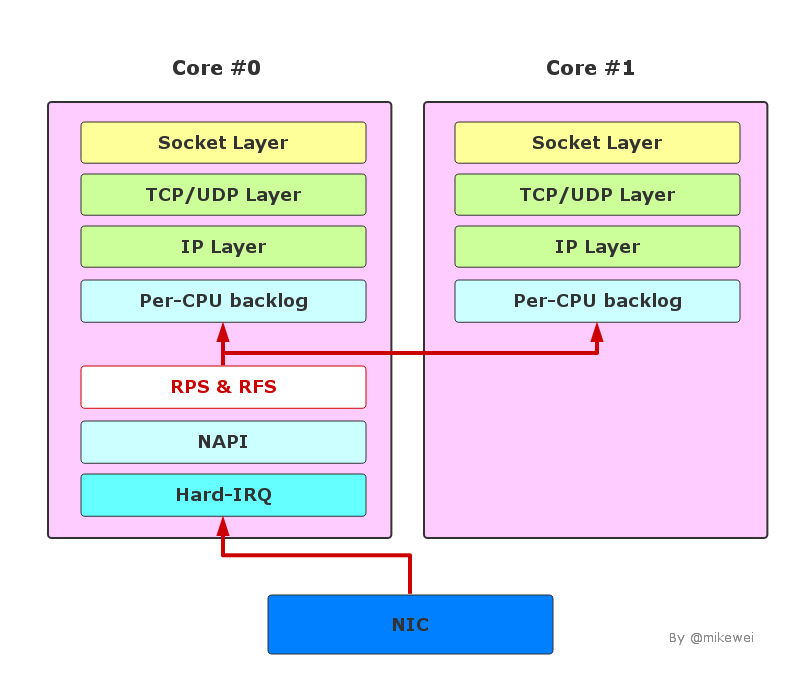 Core #0
Socket Layer
TCP/UDP Layer
IP Layer
Per-CPU backlog
RPS & RFS
NAPI
Hard-IRQ
Core #1
Socket Layer
TCP/UDP Layer
IP Layer
Per-CPU backlog
NIC
By @mikewei